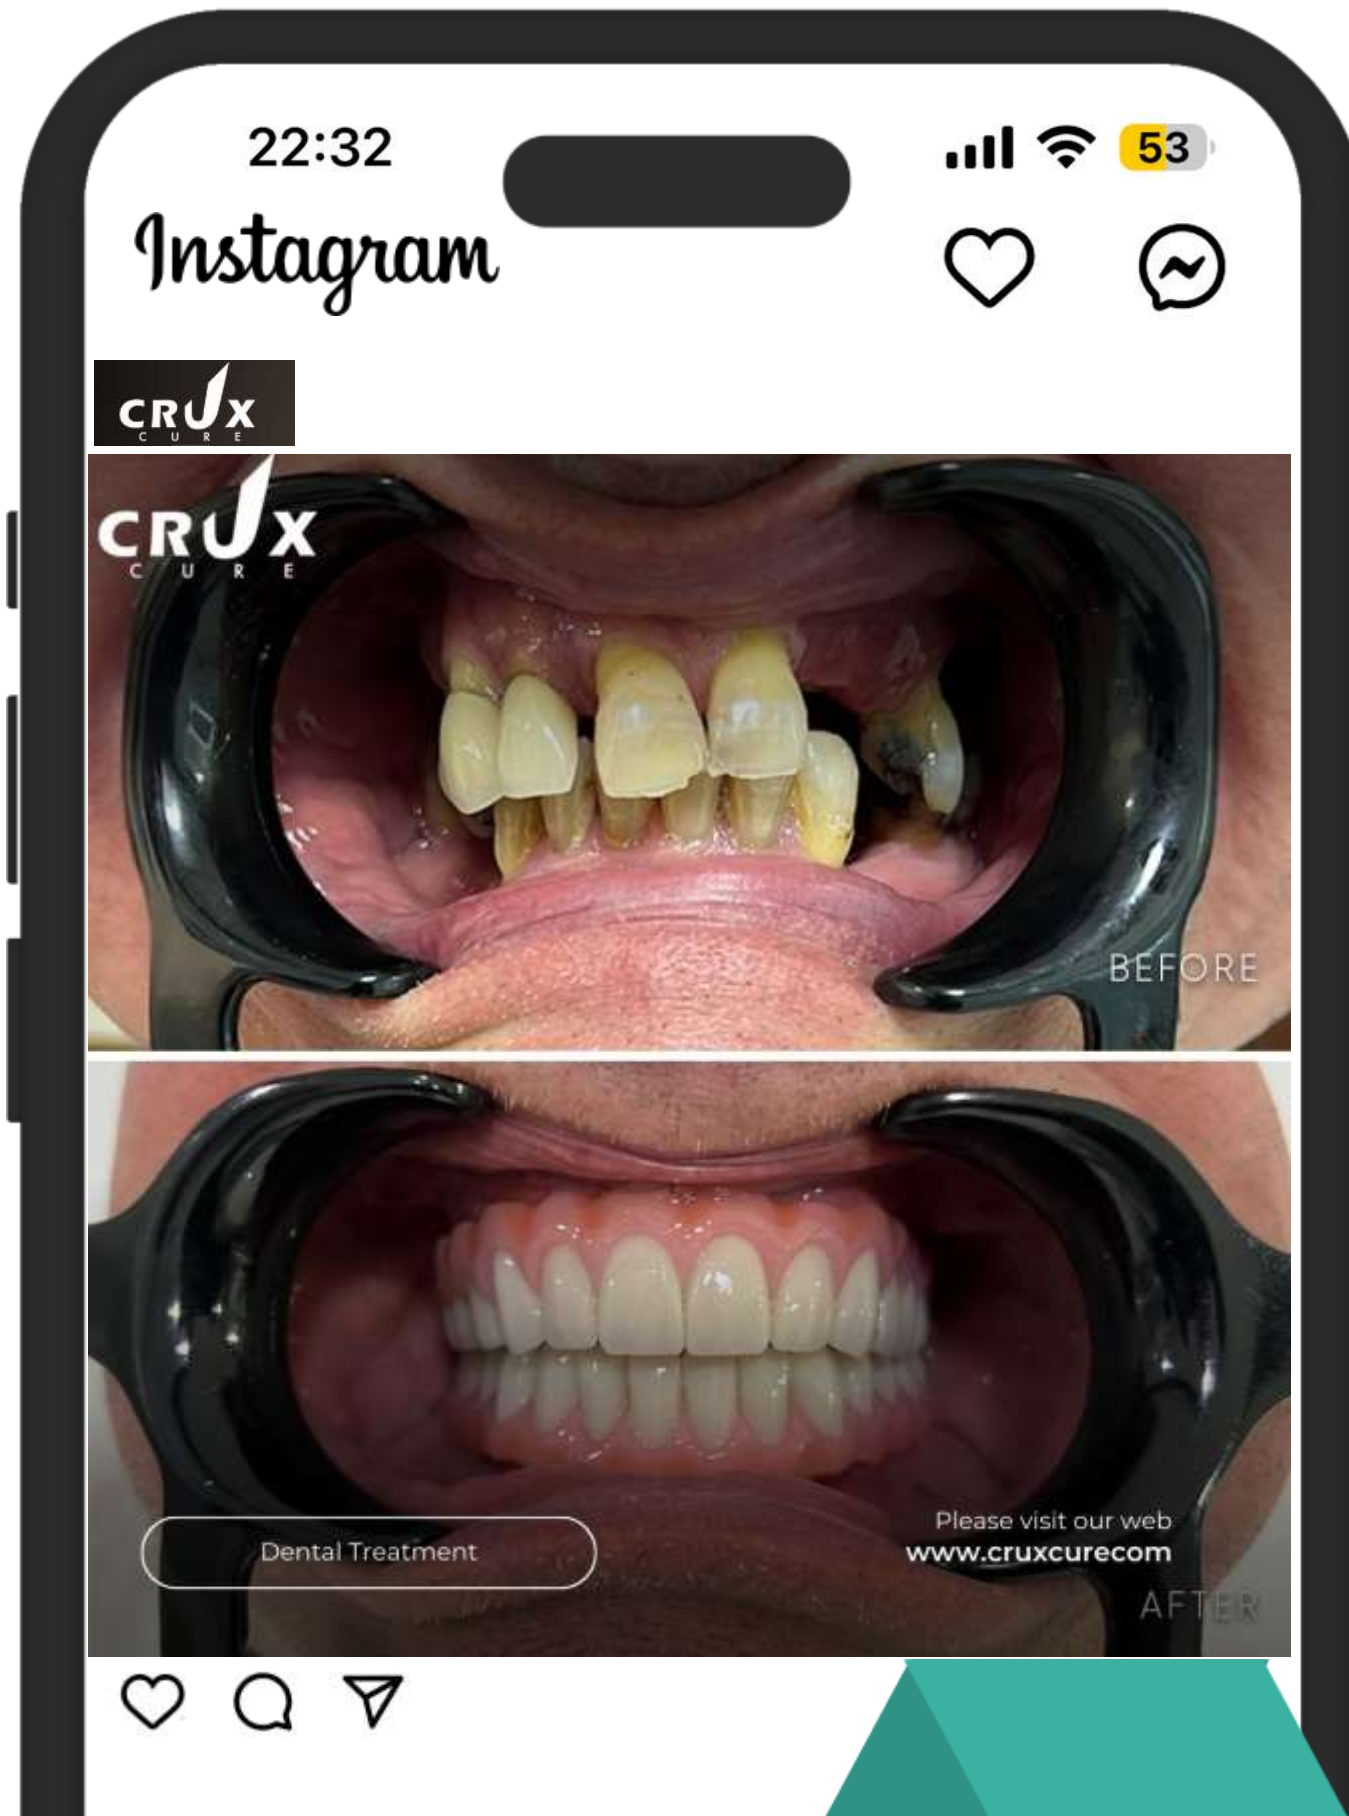 22:32
53
Instagram
CRUX
CURE
CRUX
CURE
BEFORE
Dental Treatment
Please visit our web
www.cruxcurecom
AFTER